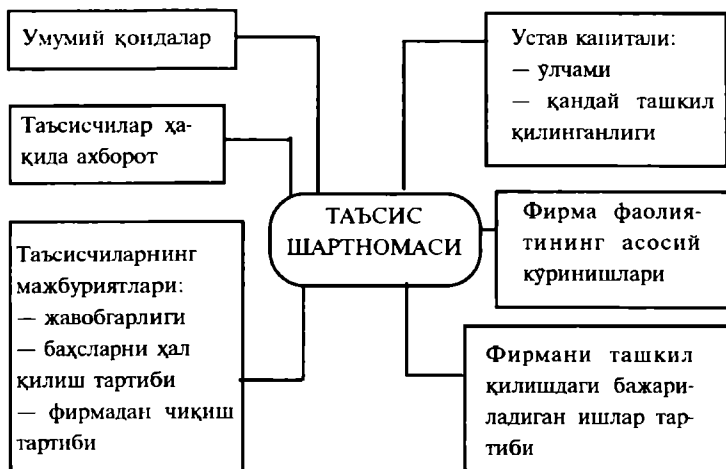 Умумий қоидалар
Таъсисчилар ҳа-
қида ахборот
Таъсисчиларнинг
мажбуриятлари:
— жавобгарлиги
— баҳсларни ҳал
қилиш тартиби
— фирмадан чиқиш
тартиби
ТАЪСИС
ШАРТНОМАСИ
Устав капитали:
— ўлчами
— қандай ташкил
қилинганлиги
Фирма фаолия-
тининг асосий
кўринишлари
Фирмани ташкил
қилишдаги бажари-
ладиган ишлар тар-
тиби